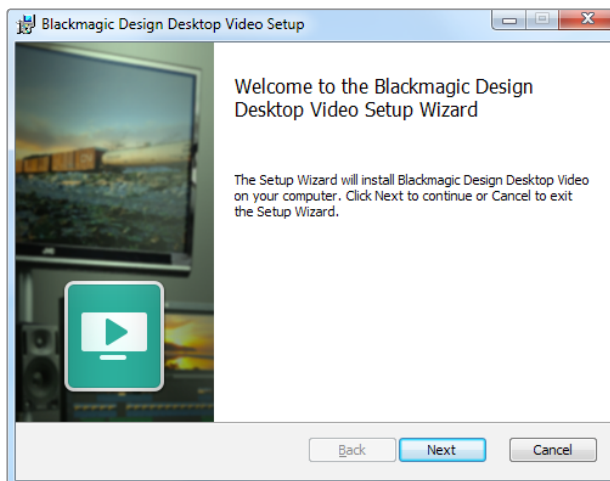 Blackmagic Design Desktop Video Setup
Welcome to the Blackmagic Design
Desktop Video Setup Wizard
The Setup Wizard will install Blackmagic Design Desktop Video
on your computer. Click Next to continue or Cancel to exit
the Setup Wizard.
JVC
Back
Next
Cancel